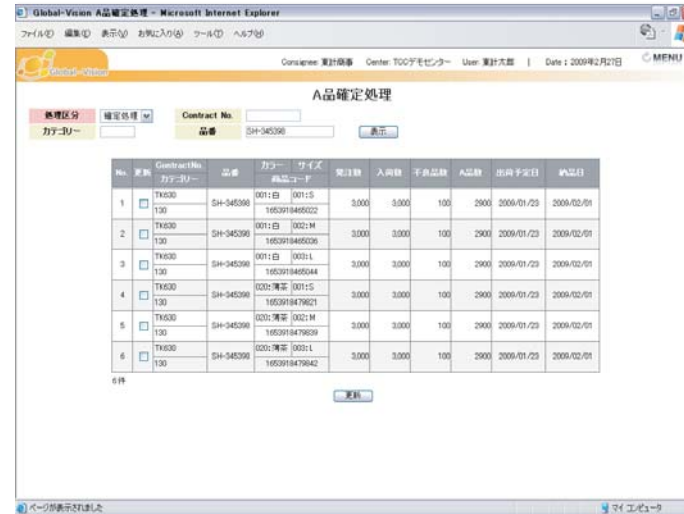 Global-Vision A品確定処理 - Microsoft Internet Explorer
ファイル(F) 編集(E) 表示(V) お気に入り(A) ツール(T) ヘルプ(H)
Global-Vision Consignee: 東計商事 Center: TOCデモセンター User: 東計太郎 | Date : 2009年2月27日 MENU
A品確定処理
処理区分 確定処理 Contract No.
カテゴリー 品番 SH-345398 表示
No. 更新 ContractNo. 品番 カラー サイズ 発注数 入荷数 不良品数 A品数 出荷予定日 納品日
カテゴリー 商品コード
1 TK630 SH-345398 001:白 001:S 3,000 3,000 100 2900 2009/01/23 2009/02/01
130 1653918465022
2 TK630 SH-345398 001:白 002:M 3,000 3,000 100 2900 2009/01/23 2009/02/01
130 1653918465036
3 TK630 SH-345398 001:白 003:L 3,000 3,000 100 2900 2009/01/23 2009/02/01
130 1653918465044
4 TK630 SH-345398 020:薄茶 001:S 3,000 3,000 100 2900 2009/01/23 2009/02/01
130 1653918479821
5 TK630 SH-345398 020:薄茶 002:M 3,000 3,000 100 2900 2009/01/23 2009/02/01
130 1653918479839
6 TK630 SH-345398 020:薄茶 003:L 3,000 3,000 100 2900 2009/01/23 2009/02/01
130 1653918479842
6件
更新
ページが表示されました マイ コンピュータ